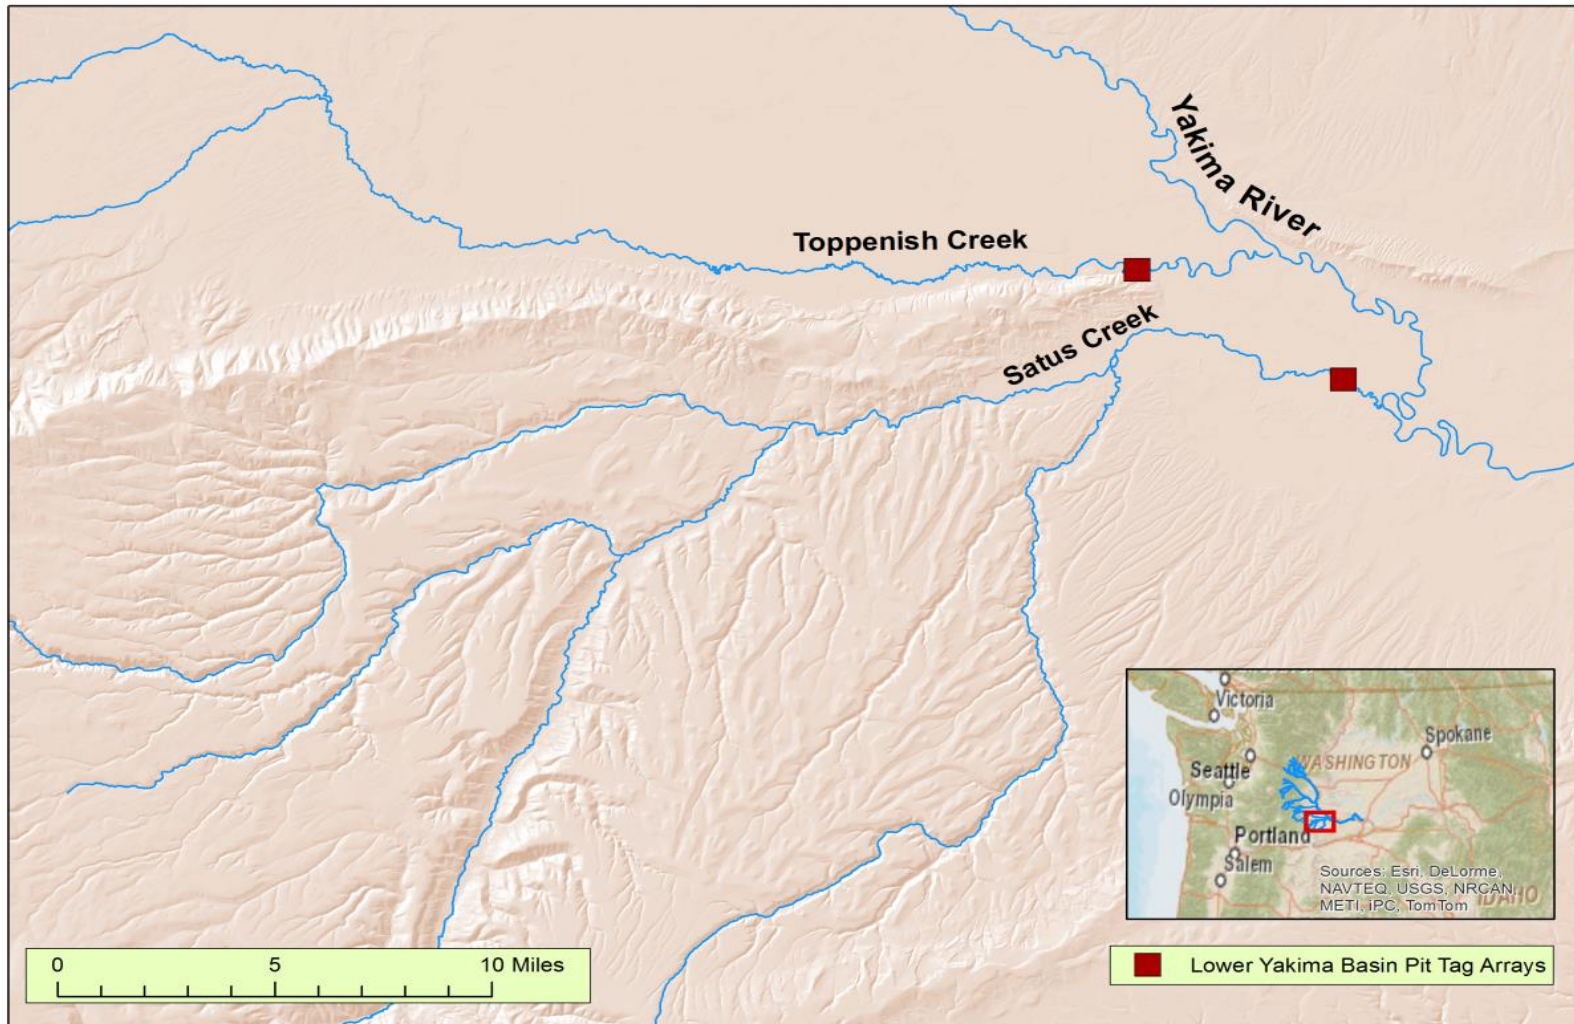 Yakima River
Toppenish Creek
Satus Creek
Victoria
Spokane
WASHINGTON
Seattle
Olympia
Portland
Salem
Sources: Esri, DeLorme,
NAVTEQ, USGS, NRCAN,
METI, iPC, TomTom
IDAHO
0 5 10 Miles
Lower Yakima Basin Pit Tag Arrays